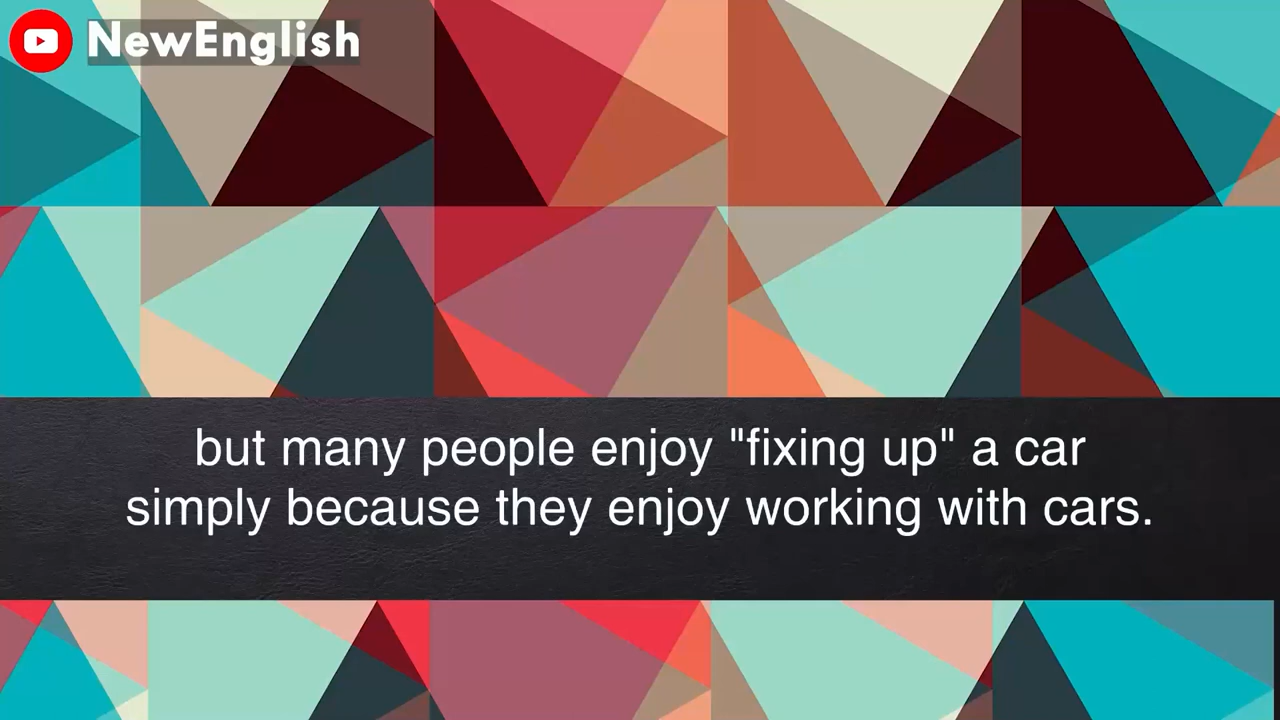 NewEnglish
but many people enjoy "fixing up" a car
simply because they enjoy working with cars.